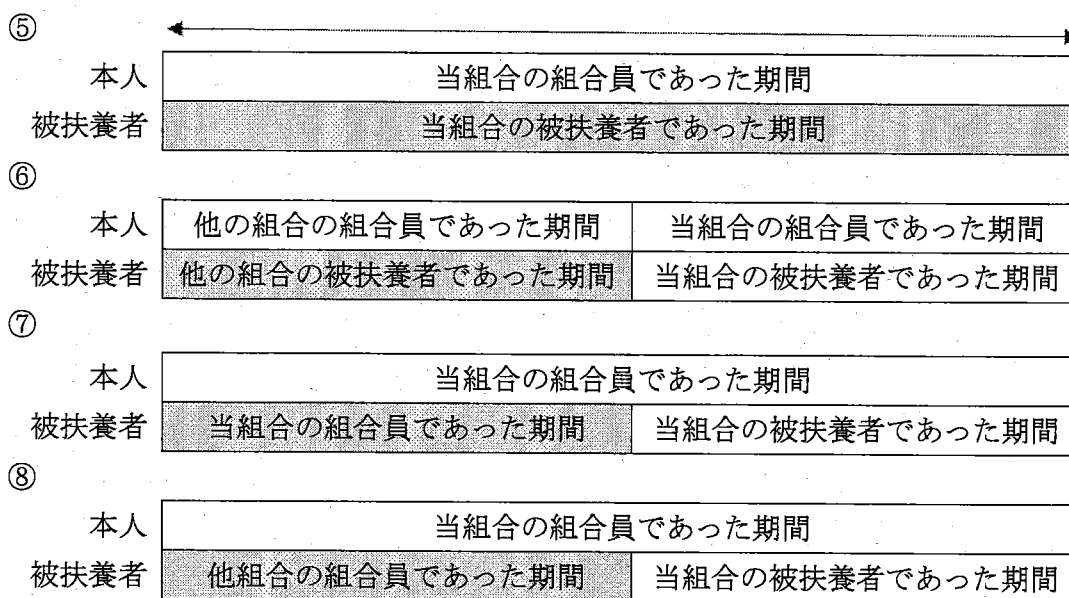 ⑤
本人 当組合の組合員であった期間
被扶養者 当組合の被扶養者であった期間
⑥
本人 他の組合の組合員であった期間 当組合の組合員であった期間
被扶養者 他の組合の被扶養者であった期間 当組合の被扶養者であった期間
⑦
本人 当組合の組合員であった期間
被扶養者 当組合の組合員であった期間 当組合の被扶養者であった期間
⑧
本人 当組合の組合員であった期間
被扶養者 他組合の組合員であった期間 当組合の被扶養者であった期間